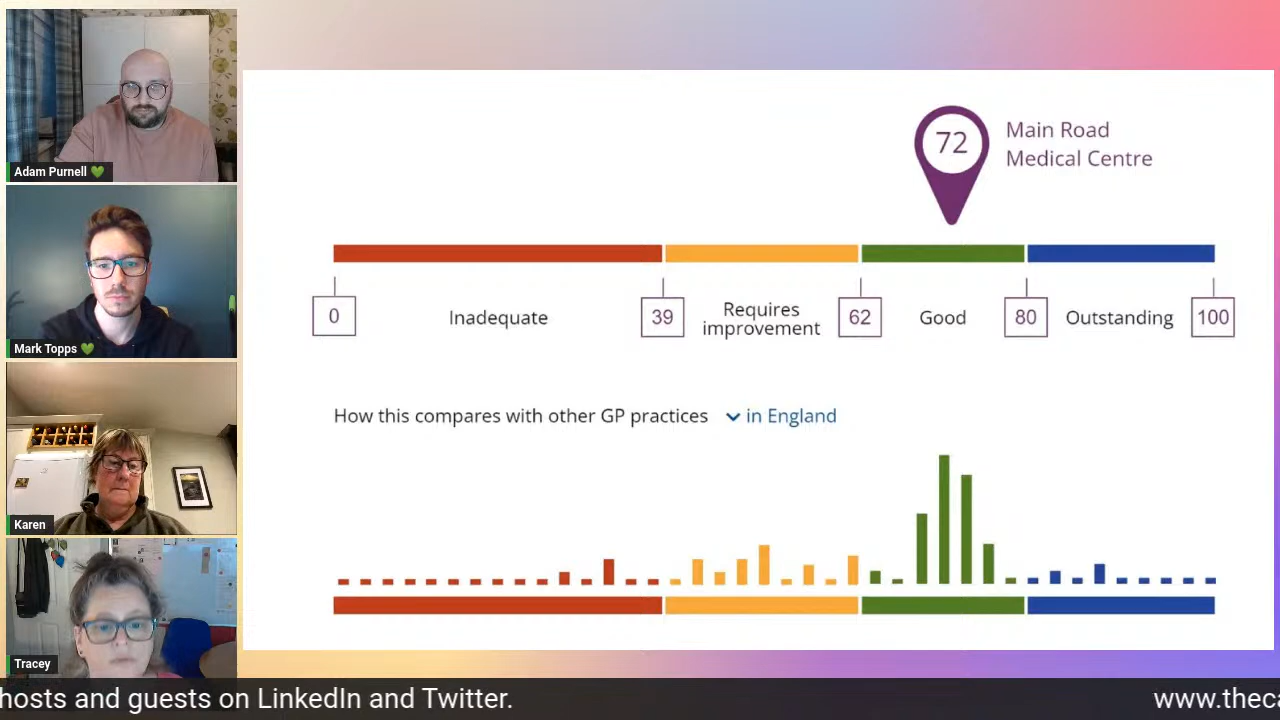 Adam Purnell 💚
Mark Topps 💚
Karen
Tracey
72
Main Road
Medical Centre
0
Inadequate
39
Requires
improvement
62
Good
80
Outstanding
100
How this compares with other GP practices
in England
hosts and guests on LinkedIn and Twitter.
www.theca